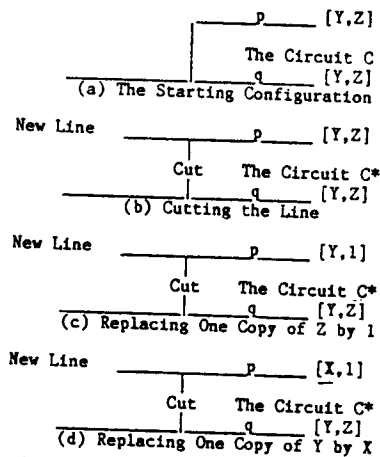 p [Y,Z]
The Circuit C
q [Y,Z]
(a) The Starting Configuration
New Line p [Y,Z]
Cut The Circuit C*
q [Y,Z]
(b) Cutting the Line
New Line p [Y,1]
Cut The Circuit C*
q [Y,Z]
(c) Replacing One Copy of Z by 1
New Line p [X,1]
Cut The Circuit C*
q [Y,Z]
(d) Replacing One Copy of Y by X